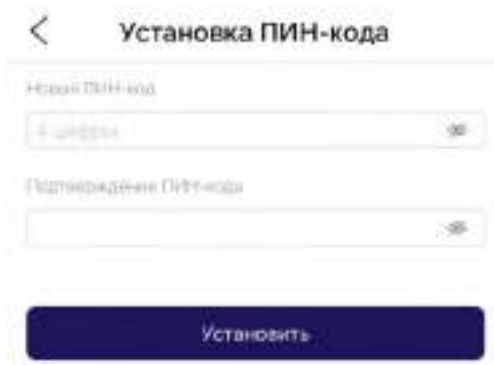 Установка ПИН-кода
Новый ПИН-код
4 цифры
Подтверждение ПИН-кода
Установить